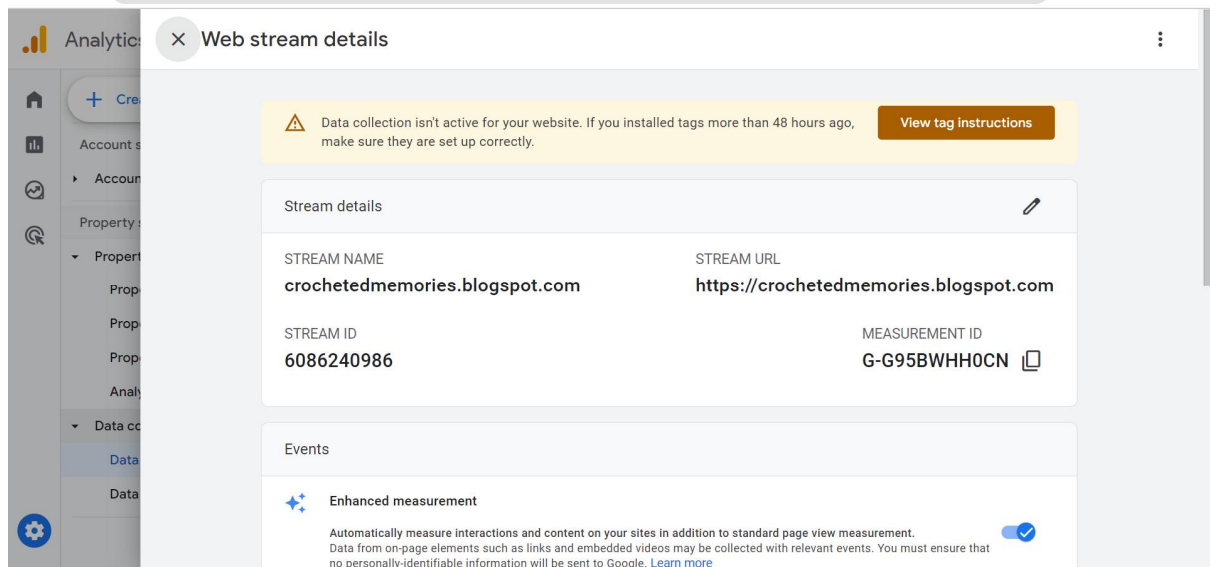 Analytics
Web stream details
Data collection isn't active for your website. If you installed tags more than 48 hours ago,
make sure they are set up correctly.
View tag instructions
Account
Property
Data
Data
Stream details
STREAM NAME
crochetedmemories.blogspot.com
STREAM URL
https://crochetedmemories.blogspot.com
STREAM ID
6086240986
MEASUREMENT ID
G-G95BWHH0CN
Events
Enhanced measurement
Automatically measure interactions and content on your sites in addition to standard page view measurement.
Data from on-page elements such as links and embedded videos may be collected with relevant events. You must ensure that
no personally-identifiable information will be sent to Google. Learn more